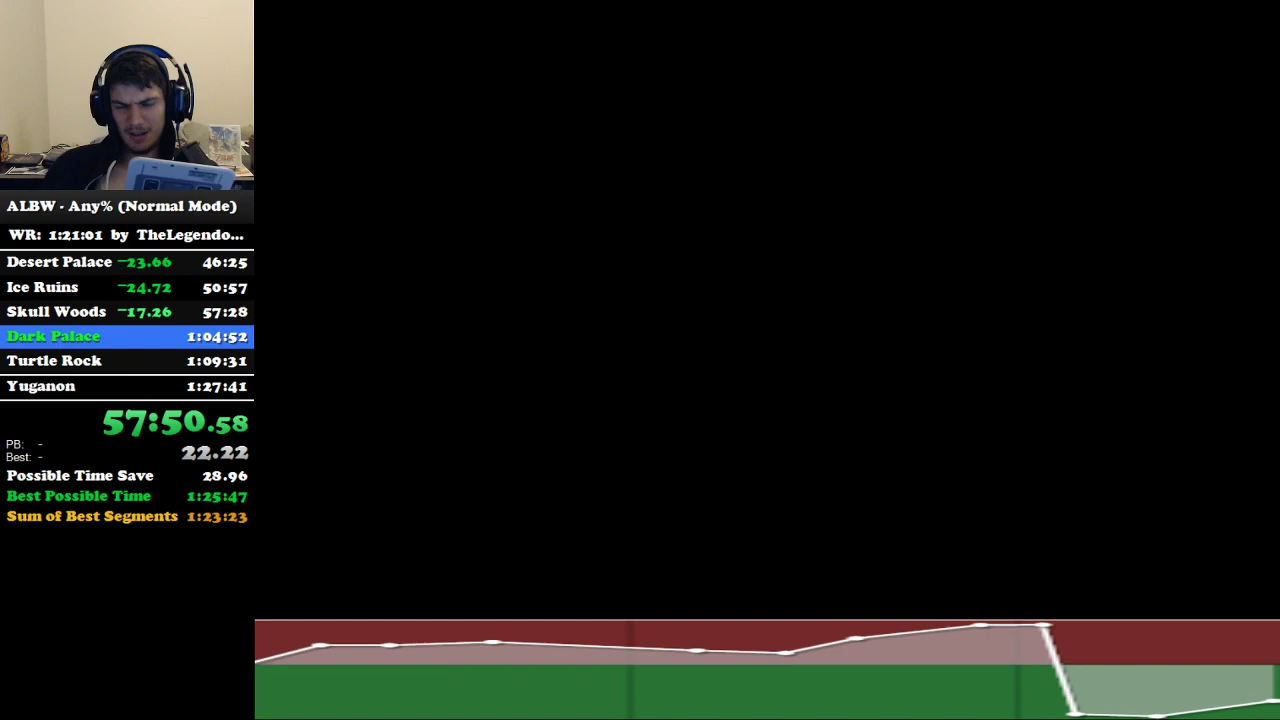 ALBW - Any% (Normal Mode)
WR: 1:21:01 by TheLegendo...
Desert Palace −23.66 46:25
Ice Ruins −24.72 50:57
Skull Woods −17.26 57:28
Dark Palace 1:04:52
Turtle Rock 1:09:31
Yuganon 1:27:41
57:50.58
PB: -
Best: -
22.22
Possible Time Save 28.96
Best Possible Time 1:25:47
Sum of Best Segments 1:23:23